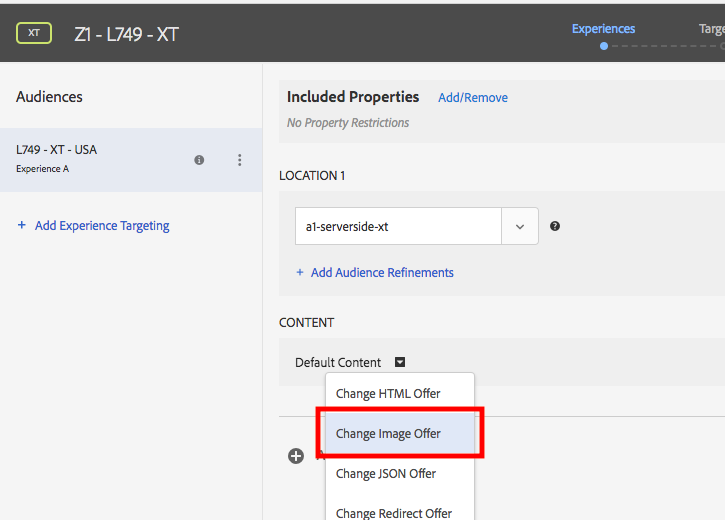 XT
Z1 - L749 - XT
Experiences
Targe
Audiences
L749 - XT - USA
Experience A
+ Add Experience Targeting
Included Properties
Add/Remove
No Property Restrictions
LOCATION 1
a1-serverside-xt
+ Add Audience Refinements
CONTENT
Default Content
Change HTML Offer
Change Image Offer
Change JSON Offer
Change Redirect Offer